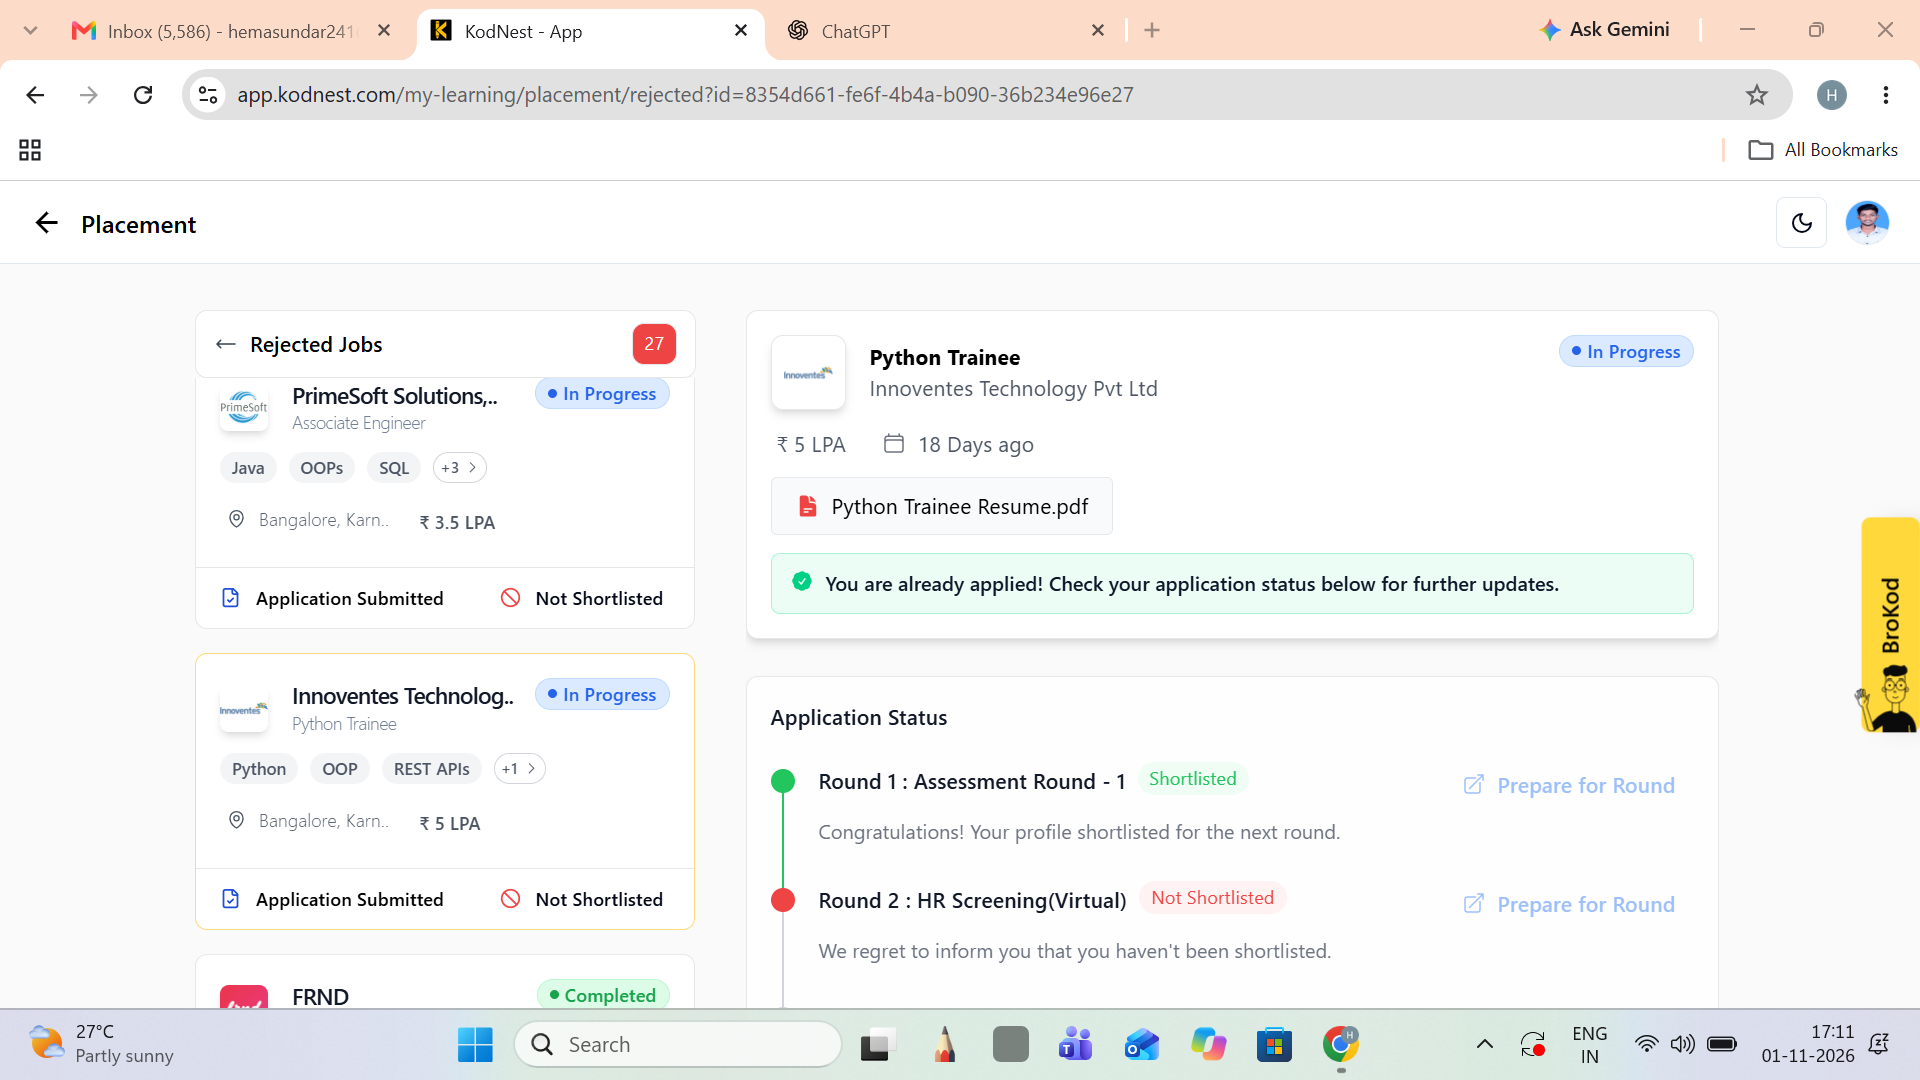 Inbox (5,586) - hemasundar241
KodNest - App
ChatGPT
Ask Gemini
app.kodnest.com/my-learning/placement/rejected?id=8354d661-fe6f-4b4a-b090-36b234e96e27
H
All Bookmarks
Placement
Rejected Jobs
27
PrimeSoft
PrimeSoft Solutions,..
In Progress
Associate Engineer
Java
OOPs
SQL
+3
Bangalore, Karn..
₹ 3.5 LPA
Application Submitted
Not Shortlisted
Innoventes
Innoventes Technolog..
In Progress
Python Trainee
Python
OOP
REST APIs
+1
Bangalore, Karn..
₹ 5 LPA
Application Submitted
Not Shortlisted
frnd
FRND
Completed
Innoventes
Python Trainee
In Progress
Innoventes Technology Pvt Ltd
₹ 5 LPA
18 Days ago
Python Trainee Resume.pdf
You are already applied! Check your application status below for further updates.
Application Status
Round 1 : Assessment Round - 1
Shortlisted
Prepare for Round
Congratulations! Your profile shortlisted for the next round.
Round 2 : HR Screening(Virtual)
Not Shortlisted
Prepare for Round
We regret to inform you that you haven't been shortlisted.
BroKod
27°C
Partly sunny
Search
H
ENG
IN
17:11
01-11-2026